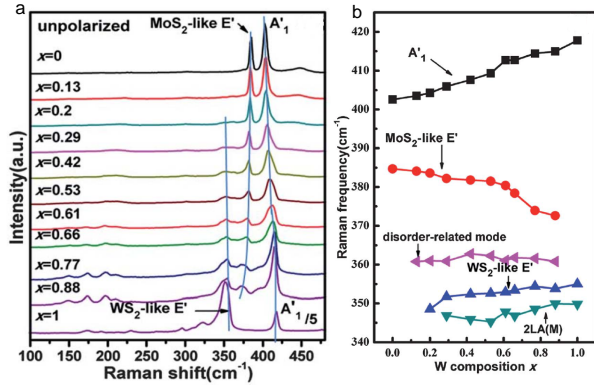 a
unpolarized
MoS2-like E'
A'1
x=0
x=0.13
x=0.2
x=0.29
x=0.42
x=0.53
x=0.61
x=0.66
x=0.77
x=0.88
x=1
WS2-like E'
A'1/5
Intensity(a.u.)
100 150 200 250 300 350 400 450
Raman shift(cm-1)
b
420
410
400
390
380
370
360
350
340
Raman frequency(cm-1)
A'1
MoS2-like E'
disorder-related mode
WS2-like E'
2LA(M)
0.0 0.2 0.4 0.6 0.8 1.0
W composition x